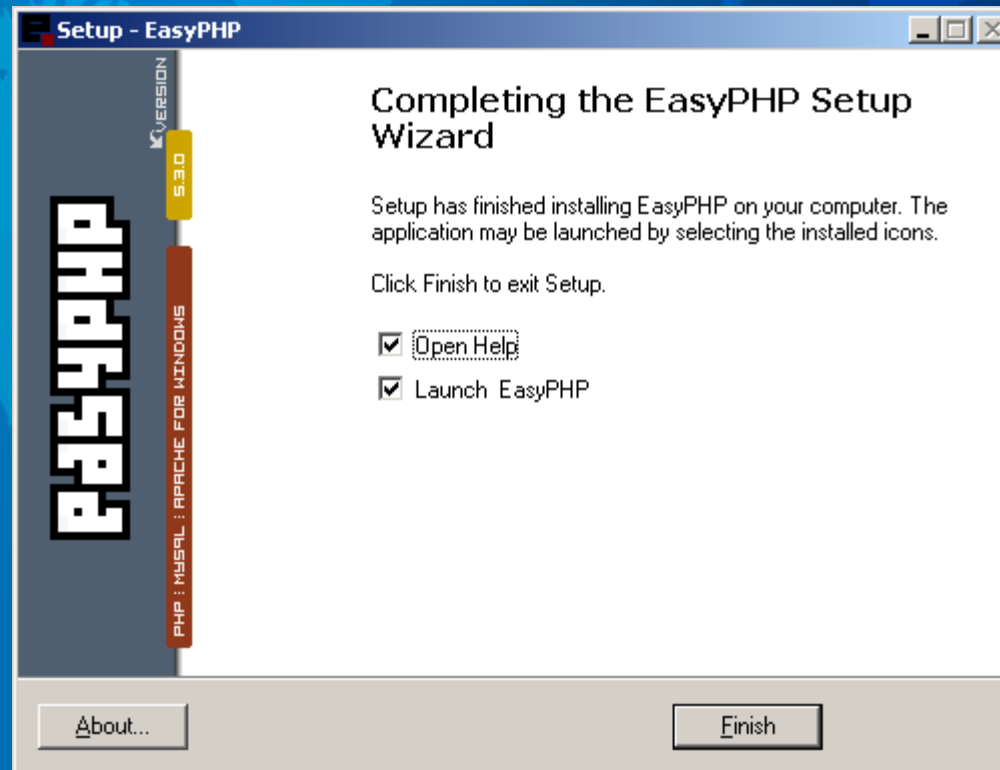 Setup - EasyPHP
VERSION
5.3.0
EasyPHP
PHP : MYSQL : APACHE FOR WINDOWS
Completing the EasyPHP Setup
Wizard
Setup has finished installing EasyPHP on your computer. The
application may be launched by selecting the installed icons.
Click Finish to exit Setup.
Open Help
Launch EasyPHP
About...
Finish